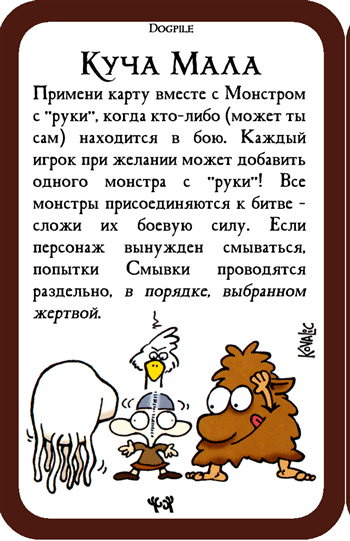 Dogpile
Куча Мала
Примени карту вместе с Монстром
с "руки", когда кто-либо (может ты
сам) находится в бою. Каждый
игрок при желании может добавить
одного монстра с "руки"! Все
монстры присоединяются к битве -
сложи их боевую силу. Если
персонаж вынужден смываться,
попытки Смывки проводятся
раздельно, в порядке, выбранном
жертвой.
Kovalic